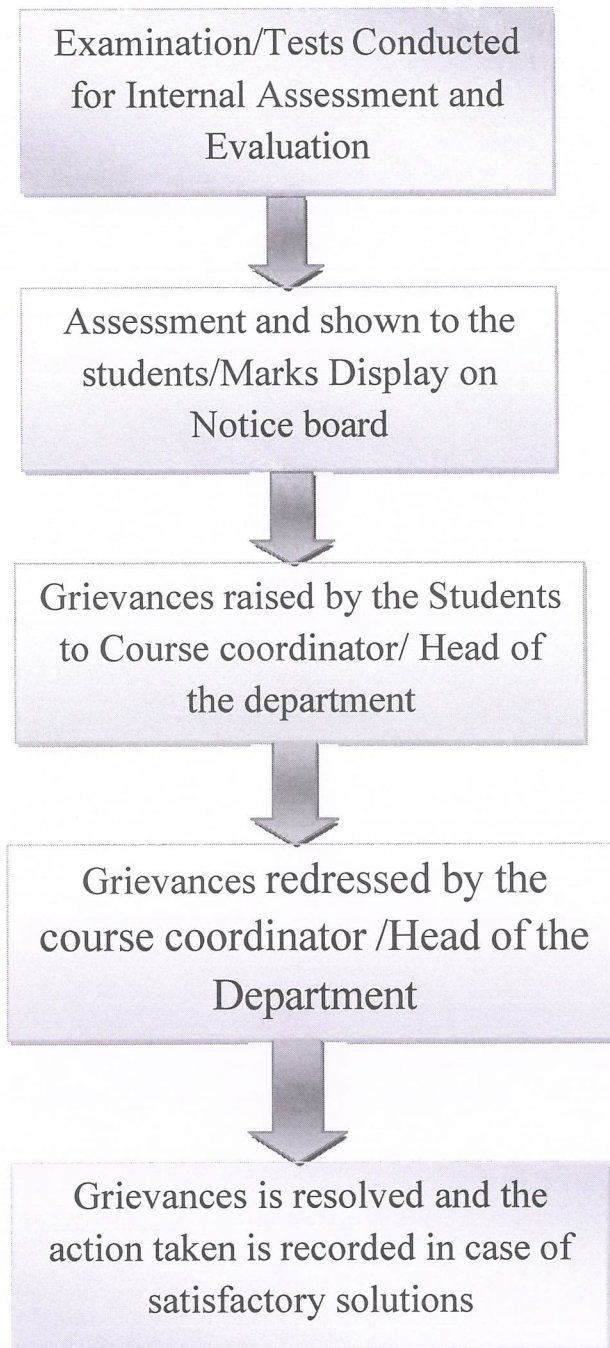 Examination/Tests Conducted
for Internal Assessment and
Evaluation
Assessment and shown to the
students/Marks Display on
Notice board
Grievances raised by the Students
to Course coordinator/ Head of
the department
Grievances redressed by the
course coordinator /Head of the
Department
Grievances is resolved and the
action taken is recorded in case of
satisfactory solutions